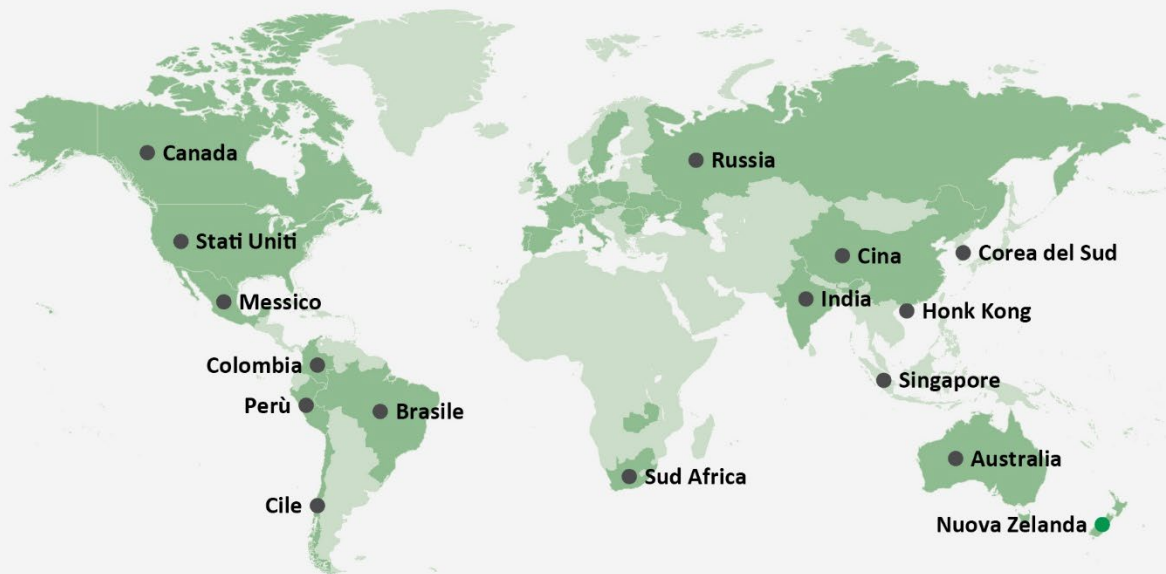 Canada
Russia
Stati Uniti
Cina
Corea del Sud
Messico
India
Honk Kong
Colombia
Singapore
Perù
Brasile
Australia
Sud Africa
Cile
Nuova Zelanda